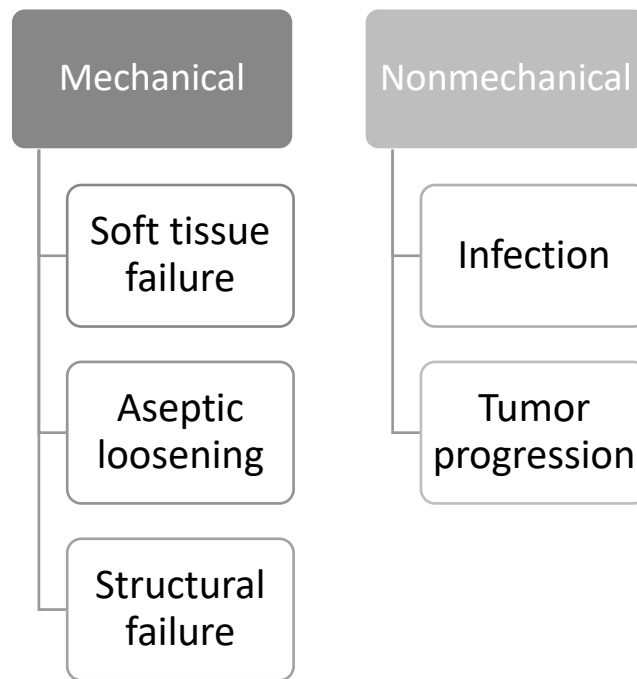 Mechanical
Soft tissue
failure
Aseptic
loosening
Structural
failure
Nonmechanical
Infection
Tumor
progression